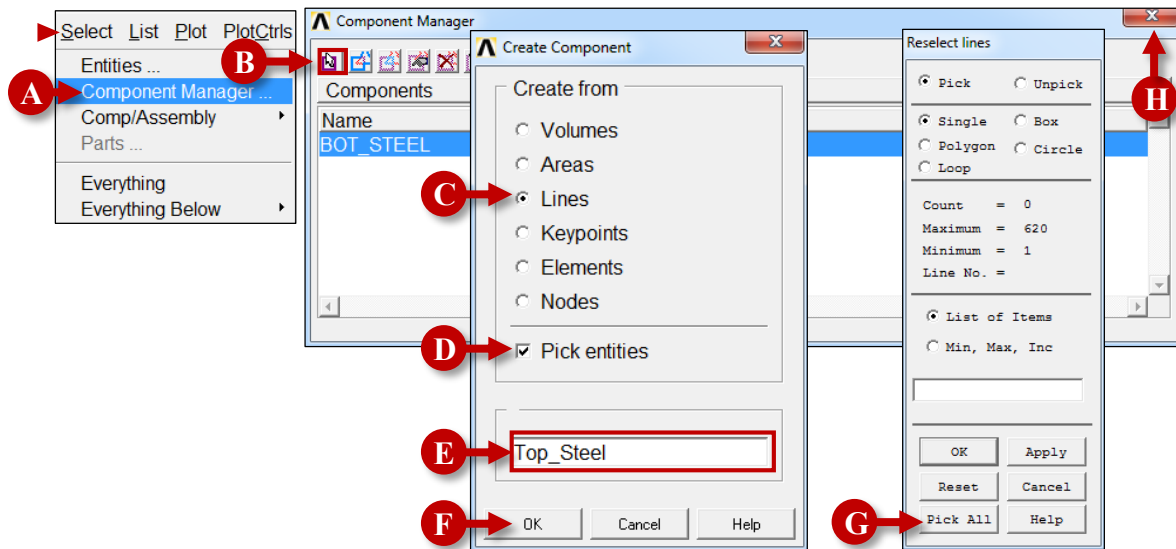 Select List Plot PlotCtrls
Entities ...
Component Manager ...
Comp/Assembly
Parts ...
Everything
Everything Below
A
Component Manager
B
Components
Name
BOT_STEEL
Create Component
Create from
Volumes
Areas
C
Lines
Keypoints
Elements
Nodes
D
Pick entities
E
Top_Steel
F
OK Cancel Help
Reselect lines
H
Pick Unpick
Single Box
Polygon Circle
Loop
Count = 0
Maximum = 620
Minimum = 1
Line No. =
List of Items
Min, Max, Inc
OK Apply
Reset Cancel
G
Pick All Help